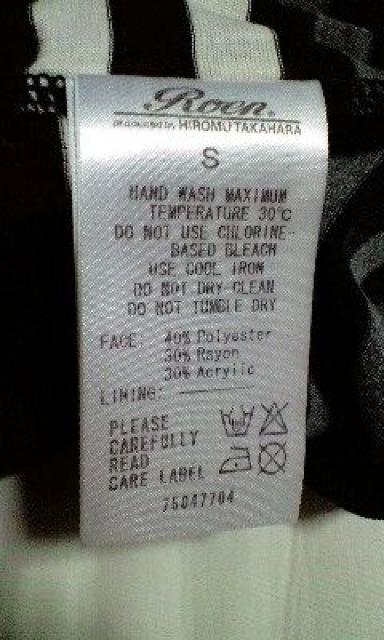 Roen
produced by HIROMU TAKAHARA
S
HAND WASH MAXIMUM
TEMPERATURE 30°C
DO NOT USE CHLORINE-
BASED BLEACH
USE COOL IRON
DO NOT DRY CLEAN
DO NOT TUMBLE DRY
FACE: 40% Polyester
30% Rayon
30% Acrylic
LINING:
PLEASE
CAREFULLY
READ
CARE LABEL
75047704